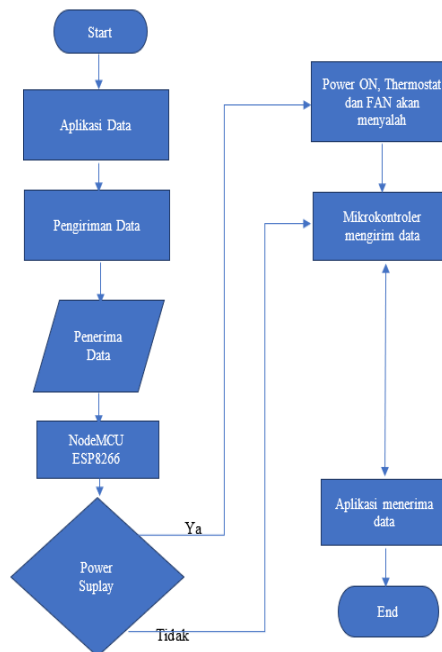 Start
Aplikasi Data
Pengiriman Data
Penerima
Data
NodeMCU
ESP8266
Power
Suplay
Ya
Tidak
Power ON, Thermostat
dan FAN akan
menyalah
Mikrokontroler
mengirim data
Aplikasi menerima
data
End